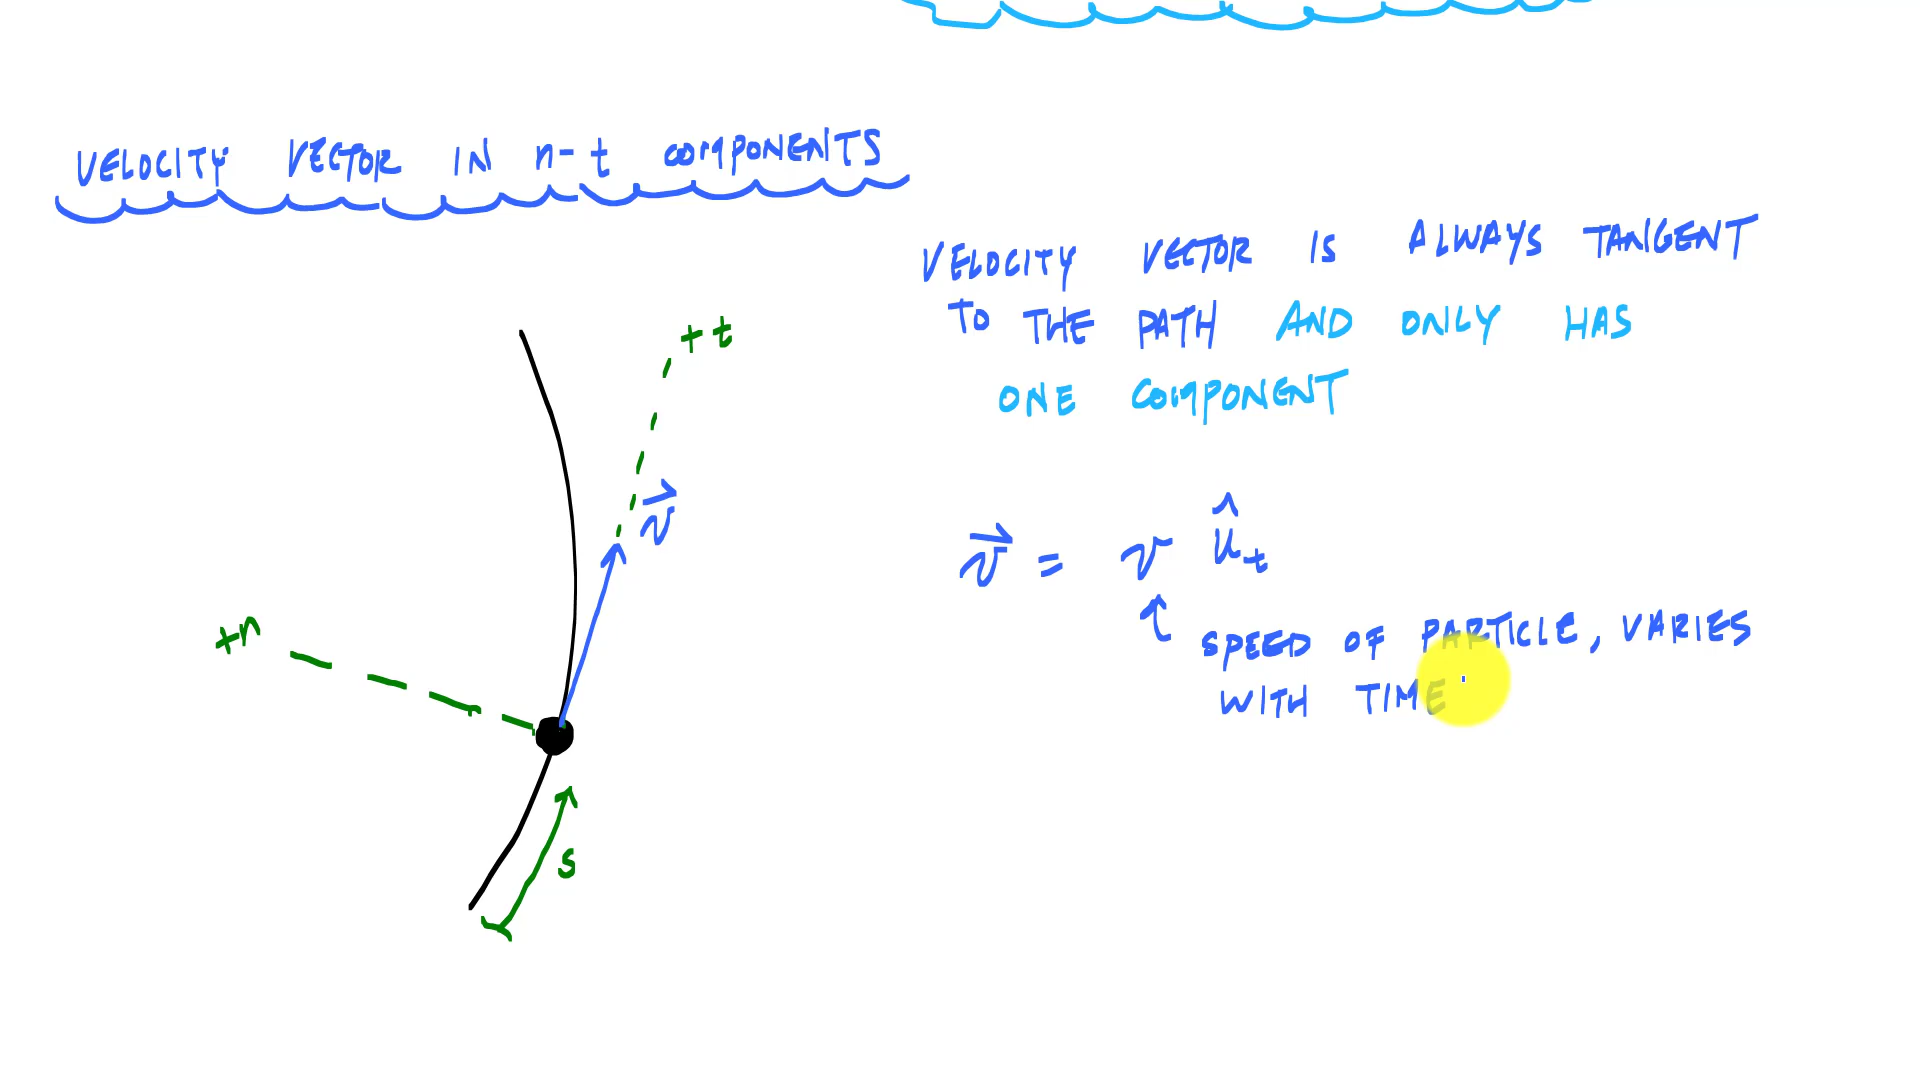 VELOCITY VECTOR IN n-t COMPONENTS
VELOCITY VECTOR IS ALWAYS TANGENT
TO THE PATH AND ONLY HAS
ONE COMPONENT
+t
v⃗
v⃗ = v û_t
+n
↑ SPEED OF PARTICLE, VARIES
WITH TIME
s